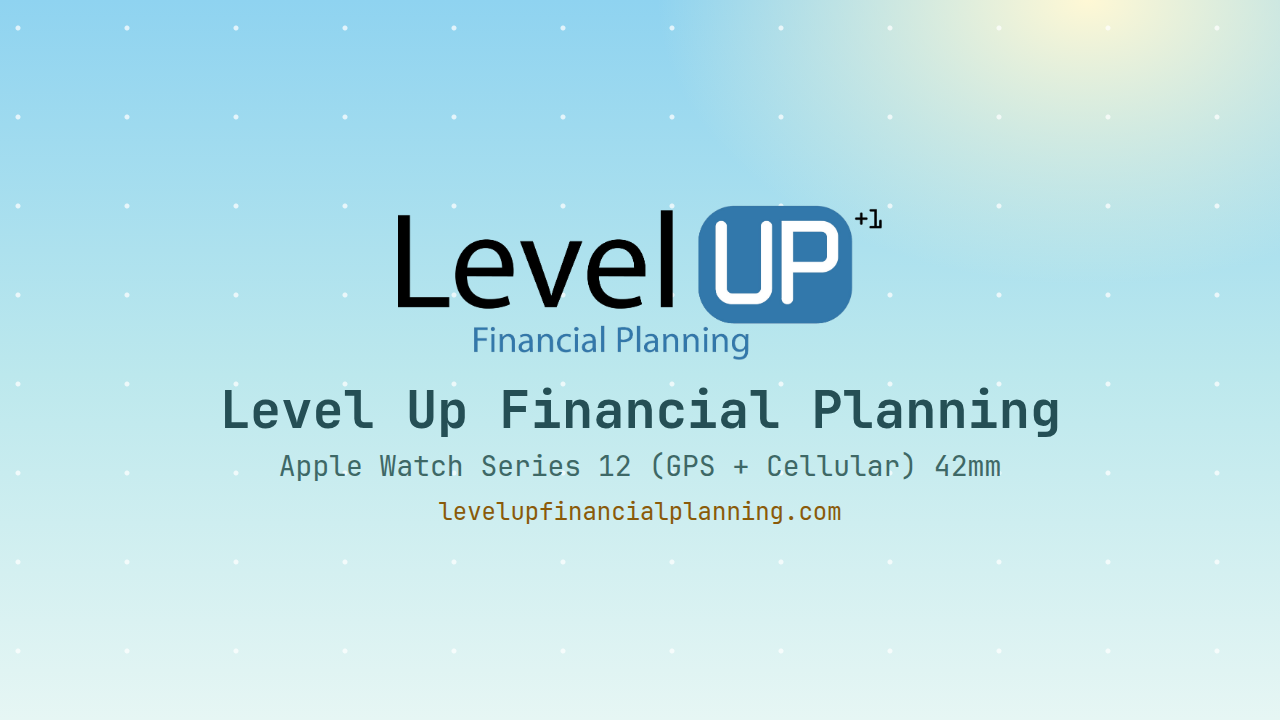 Level UP +1
Financial Planning
Level Up Financial Planning
Apple Watch Series 12 (GPS + Cellular) 42mm
levelupfinancialplanning.com